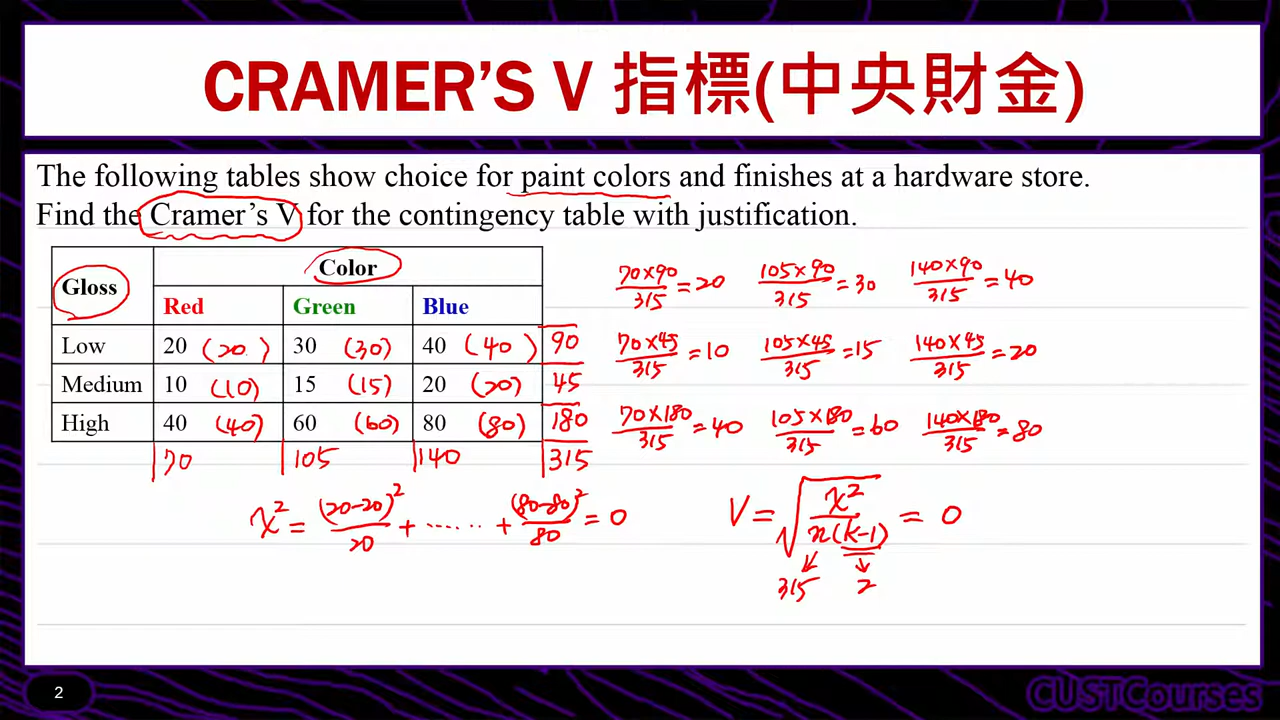 CRAMER'S V 指標(中央財金)
The following tables show choice for paint colors and finishes at a hardware store.
Find the Cramer's V for the contingency table with justification.
Gloss Color
Red Green Blue
Low 20 (20) 30 (30) 40 (40) 90
Medium 10 (10) 15 (15) 20 (20) 45
High 40 (40) 60 (60) 80 (80) 180
70 105 140 315
70×90/315=20 105×90/315=30 140×90/315=40
70×45/315=10 105×45/315=15 140×45/315=20
70×180/315=40 105×180/315=60 140×180/315=80
χ²=(20-20)²/20+······+(80-80)²/80=0
V=√(χ²/n(k-1))=0
315 2
2
CUSTCourses